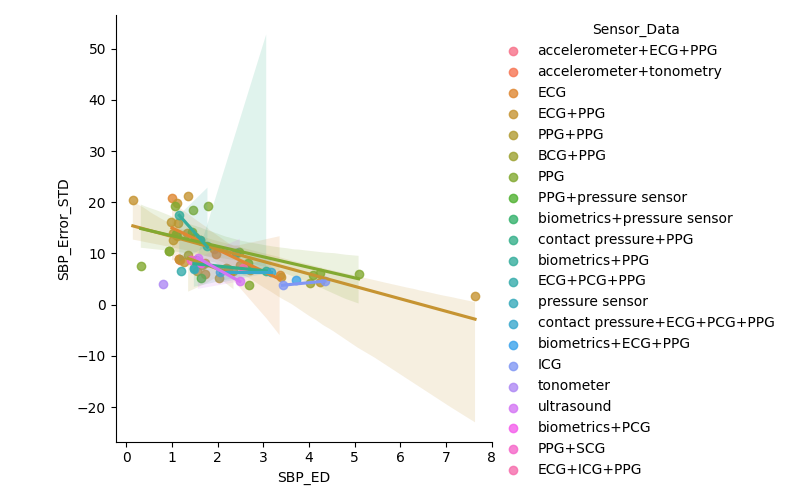 Sensor_Data
accelerometer+ECG+PPG
accelerometer+tonometry
ECG
ECG+PPG
PPG+PPG
BCG+PPG
PPG
PPG+pressure sensor
biometrics+pressure sensor
contact pressure+PPG
biometrics+PPG
ECG+PCG+PPG
pressure sensor
contact pressure+ECG+PCG+PPG
biometrics+ECG+PPG
ICG
tonometer
ultrasound
biometrics+PCG
PPG+SCG
ECG+ICG+PPG
SBP_Error_STD
50
40
30
20
10
0
−10
−20
0 1 2 3 4 5 6 7 8
SBP_ED